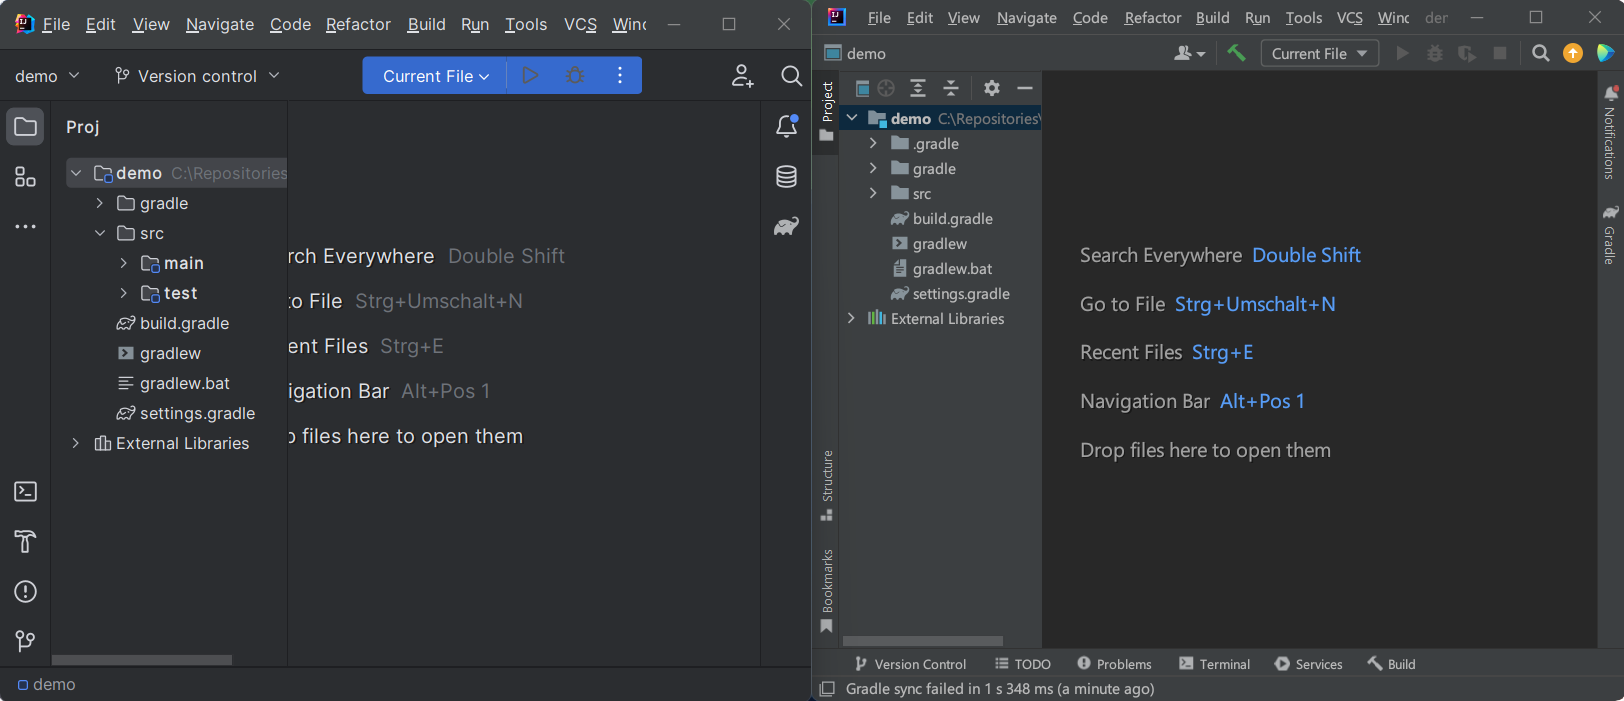 File Edit View Navigate Code Refactor Build Run Tools VCS Winc
demo Version control Current File
Proj
demo C:\Repositories
gradle
src
main
test
build.gradle
gradlew
gradlew.bat
settings.gradle
External Libraries
rch Everywhere Double Shift
to File Strg+Umschalt+N
ent Files Strg+E
igation Bar Alt+Pos 1
p files here to open them
demo
File Edit View Navigate Code Refactor Build Run Tools VCS Winc der
demo Current File
Project
demo C:\Repositories\
.gradle
gradle
src
build.gradle
gradlew
gradlew.bat
settings.gradle
External Libraries
Search Everywhere Double Shift
Go to File Strg+Umschalt+N
Recent Files Strg+E
Navigation Bar Alt+Pos 1
Drop files here to open them
Notifications
Gradle
Structure
Bookmarks
Version Control TODO Problems Terminal Services Build
Gradle sync failed in 1 s 348 ms (a minute ago)